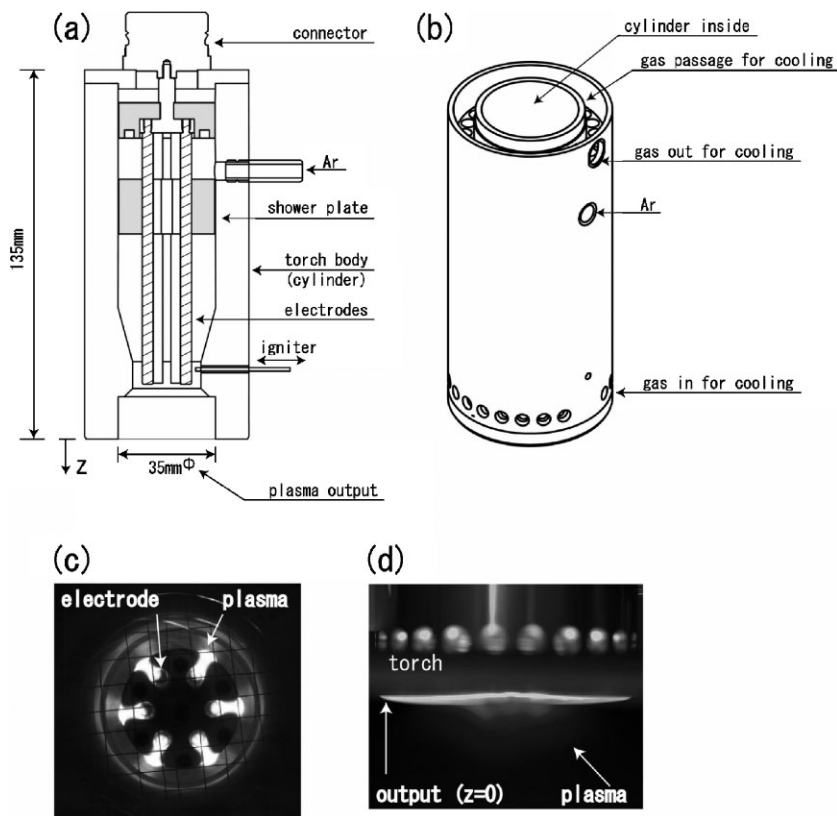 (a)
connector
Ar
shower plate
torch body
(cylinder)
electrodes
igniter
135mm
Z
35mmΦ
plasma output
(b)
cylinder inside
gas passage for cooling
gas out for cooling
Ar
gas in for cooling
(c)
electrode
plasma
(d)
torch
output (z=0)
plasma